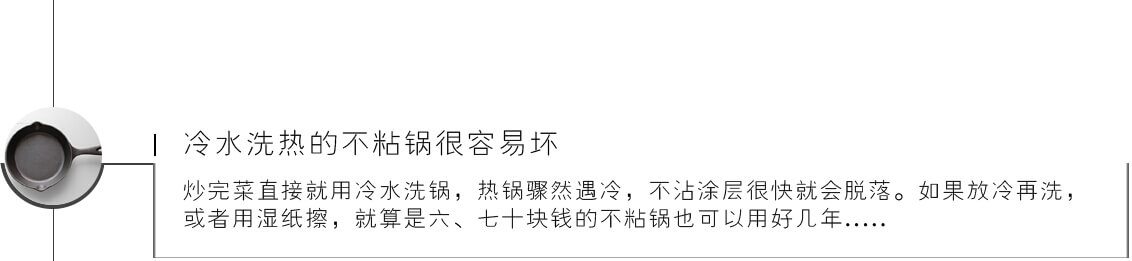 冷水洗热的不粘锅很容易坏
炒完菜直接就用冷水洗锅，热锅骤然遇冷，不沾涂层很快就会脱落。如果放冷再洗，
或者用湿纸擦，就算是六、七十块钱的不粘锅也可以用好几年.....